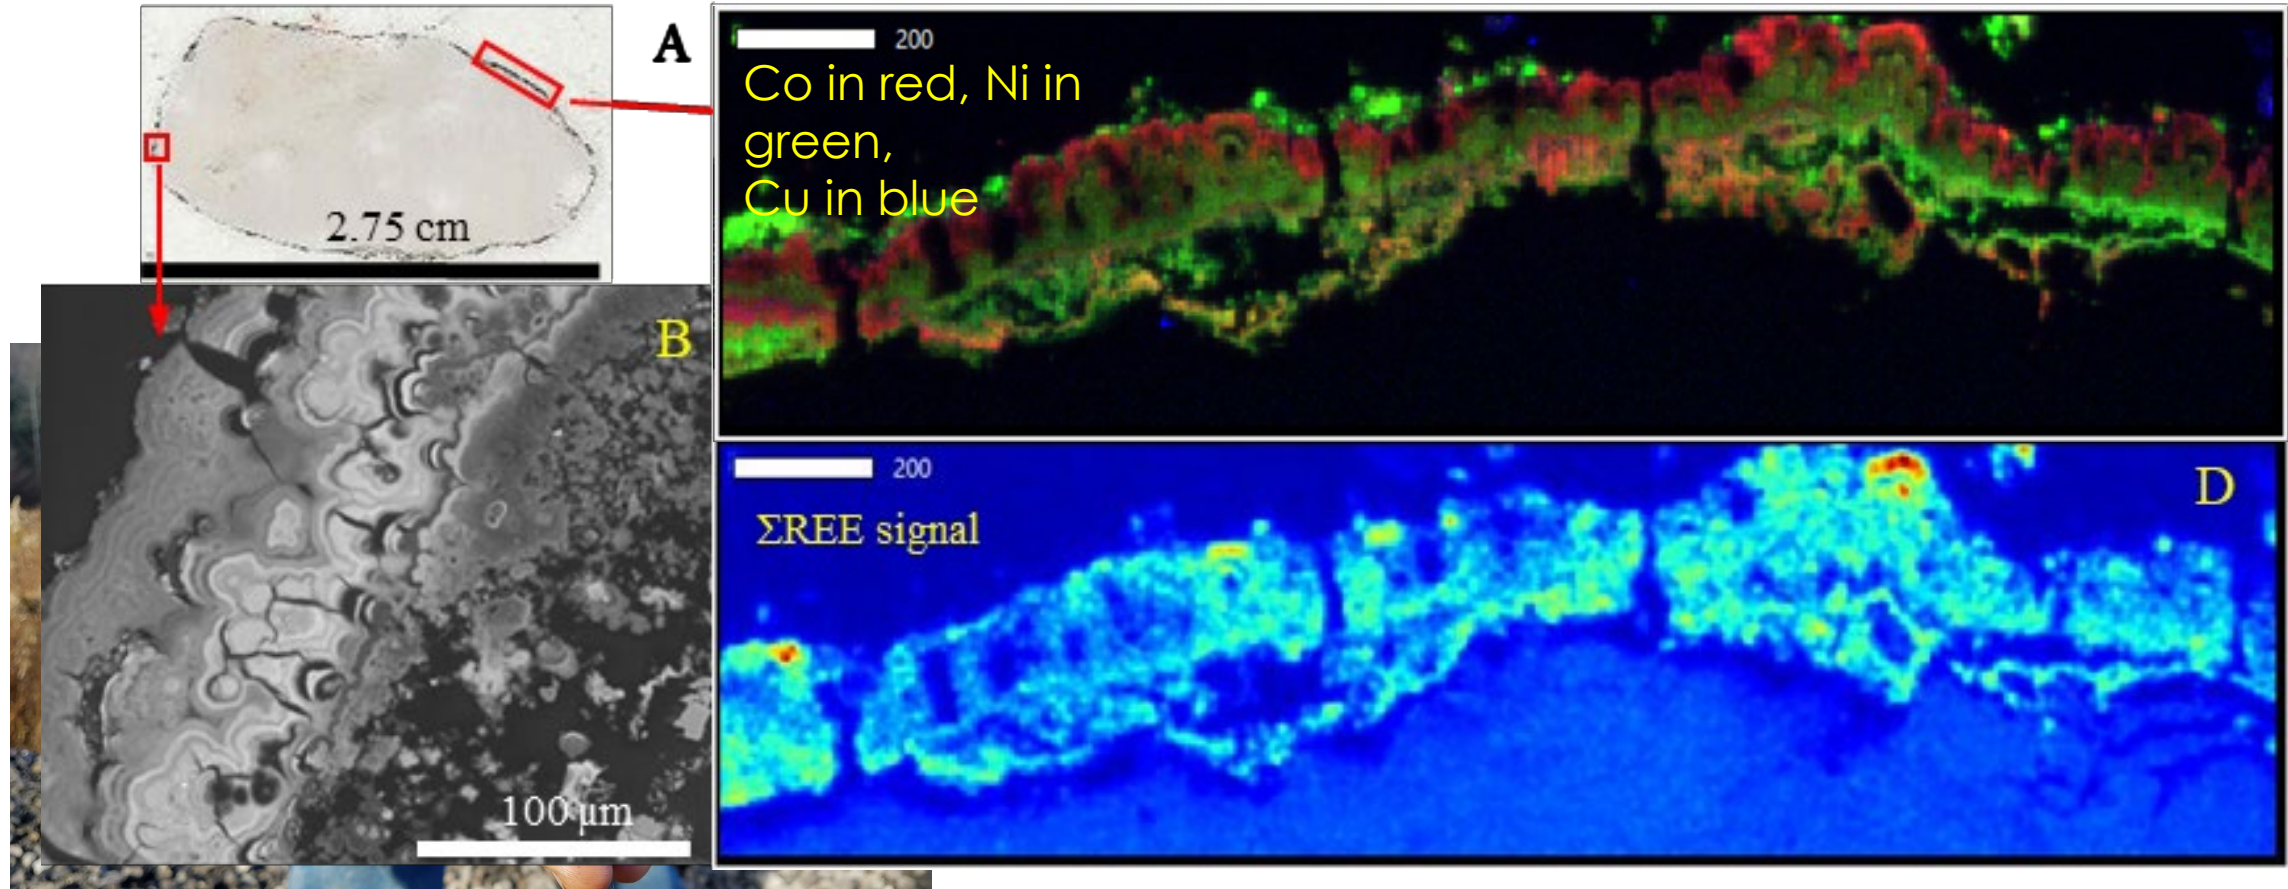 A
2.75 cm
B
100 µm
200
Co in red, Ni in
green,
Cu in blue
200
ΣREE signal
D